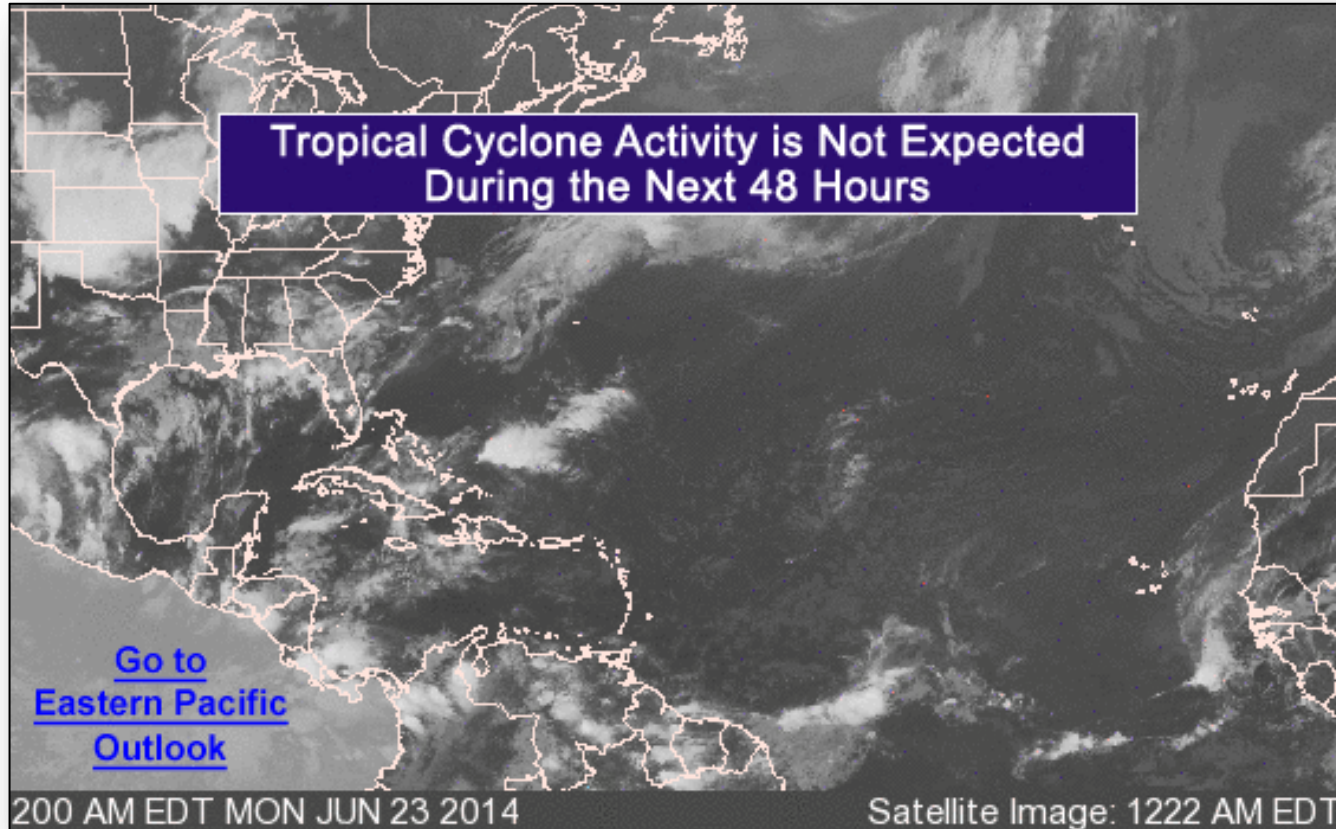 Tropical Cyclone Activity is Not Expected
During the Next 48 Hours
Go to
Eastern Pacific
Outlook
200 AM EDT MON JUN 23 2014
Satellite Image: 1222 AM EDT